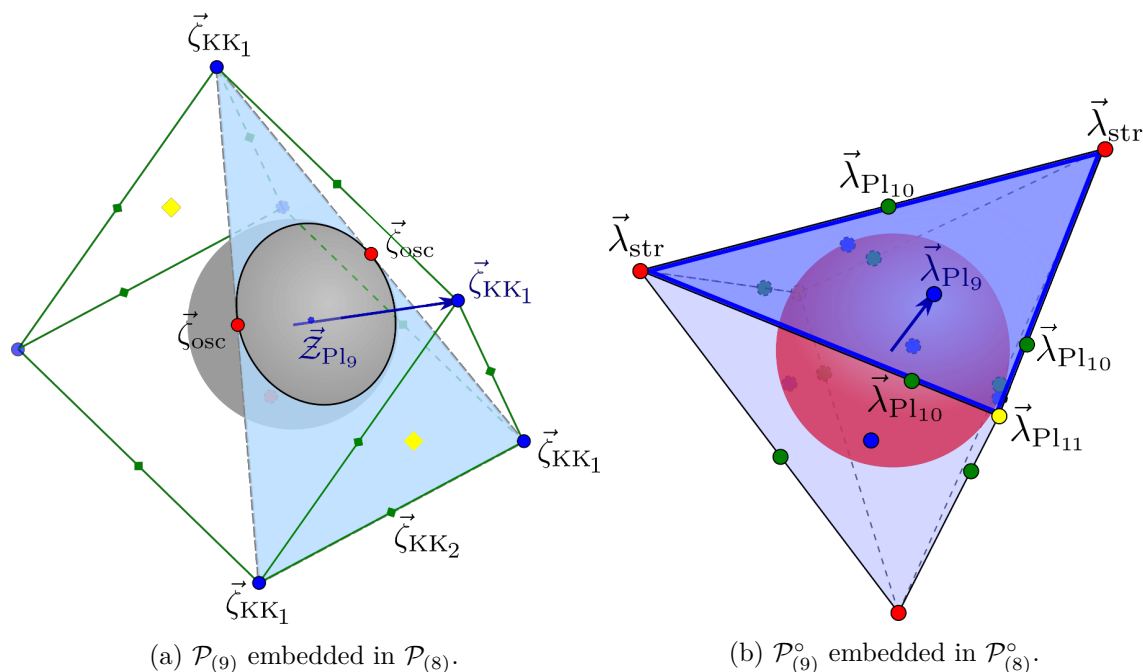 ζ⃗_KK₁
λ⃗_str
λ⃗_Pl₁₀
λ⃗_str
ζ⃗_osc
λ⃗_Pl₉
ζ⃗_KK₁
ζ⃗_osc
𝒵⃗_Pl₉
λ⃗_Pl₁₀
λ⃗_Pl₁₀
λ⃗_Pl₁₁
ζ⃗_KK₁
ζ⃗_KK₂
ζ⃗_KK₁
(a) 𝒫₍₉₎ embedded in 𝒫₍₈₎.
(b) 𝒫°₍₉₎ embedded in 𝒫°₍₈₎.